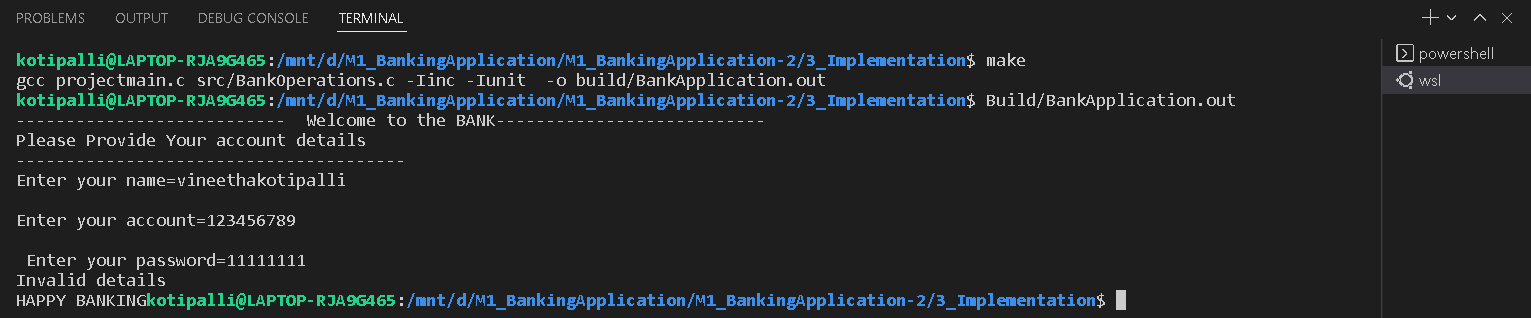 PROBLEMS OUTPUT DEBUG CONSOLE TERMINAL
kotipalli@LAPTOP-RJA9G465:/mnt/d/M1_BankingApplication/M1_BankingApplication-2/3_Implementation$ make
gcc projectmain.c src/BankOperations.c -Iinc -Iunit  -o build/BankApplication.out
kotipalli@LAPTOP-RJA9G465:/mnt/d/M1_BankingApplication/M1_BankingApplication-2/3_Implementation$ Build/BankApplication.out
---------------------------  Welcome to the BANK---------------------------
Please Provide Your account details
---------------------------------------
Enter your name=vineethakotipalli
Enter your account=123456789
Enter your password=11111111
Invalid details
HAPPY BANKINGkotipalli@LAPTOP-RJA9G465:/mnt/d/M1_BankingApplication/M1_BankingApplication-2/3_Implementation$
powershell
wsl